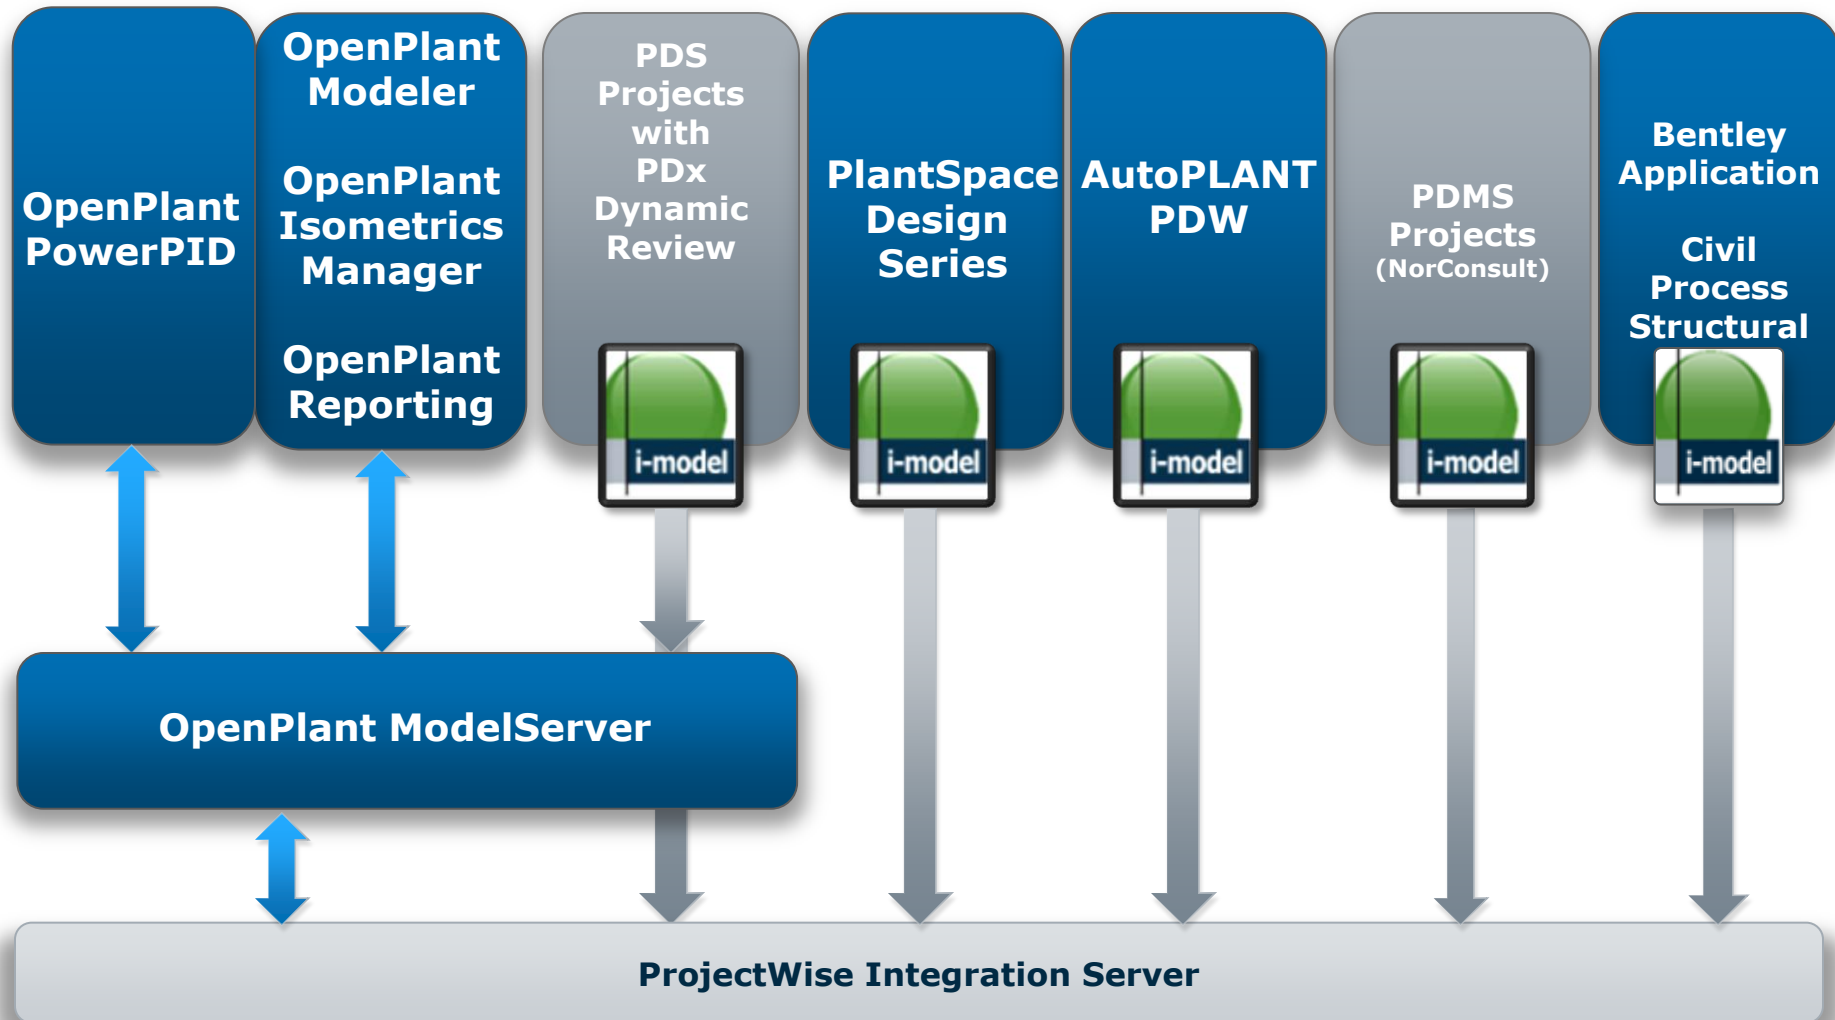 OpenPlant
PowerPID
OpenPlant
Modeler
OpenPlant
Isometrics
Manager
OpenPlant
Reporting
PDS
Projects
with
PDx
Dynamic
Review
i-model
PlantSpace
Design
Series
i-model
AutoPLANT
PDW
i-model
PDMS
Projects
(NorConsult)
i-model
Bentley
Application
Civil
Process
Structural
i-model
OpenPlant ModelServer
ProjectWise Integration Server